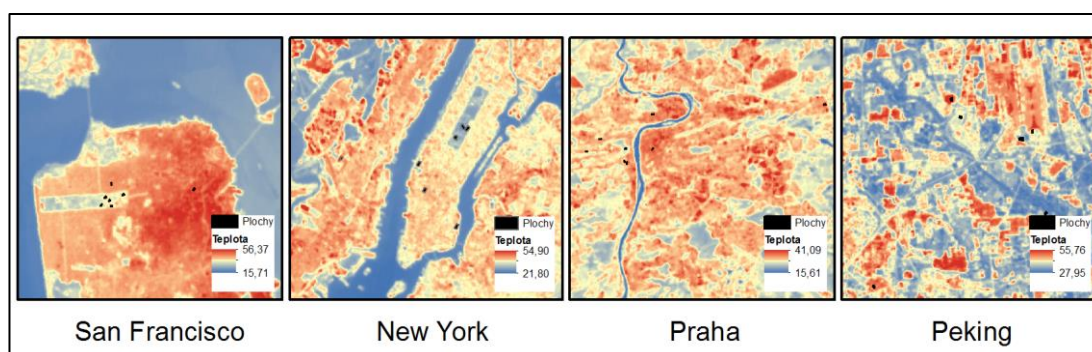 Plochy
Teplota
56,37
15,71
San Francisco
Plochy
Teplota
54,90
21,80
New York
Plochy
Teplota
41,09
15,61
Praha
Plochy
Teplota
55,76
27,95
Peking